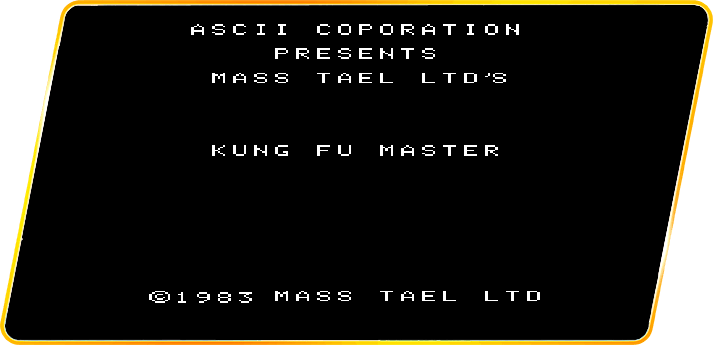 ASCII COPORATION
PRESENTS
MASS TAEL LTD'S
KUNG FU MASTER
©1983 MASS TAEL LTD